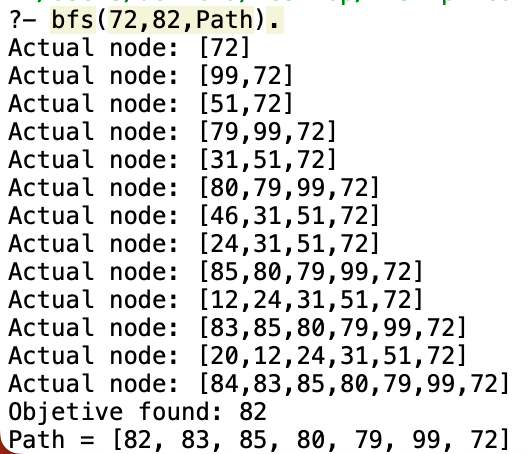 ?- bfs(72,82,Path).
Actual node: [72]
Actual node: [99,72]
Actual node: [51,72]
Actual node: [79,99,72]
Actual node: [31,51,72]
Actual node: [80,79,99,72]
Actual node: [46,31,51,72]
Actual node: [24,31,51,72]
Actual node: [85,80,79,99,72]
Actual node: [12,24,31,51,72]
Actual node: [83,85,80,79,99,72]
Actual node: [20,12,24,31,51,72]
Actual node: [84,83,85,80,79,99,72]
Objetive found: 82
Path = [82, 83, 85, 80, 79, 99, 72]